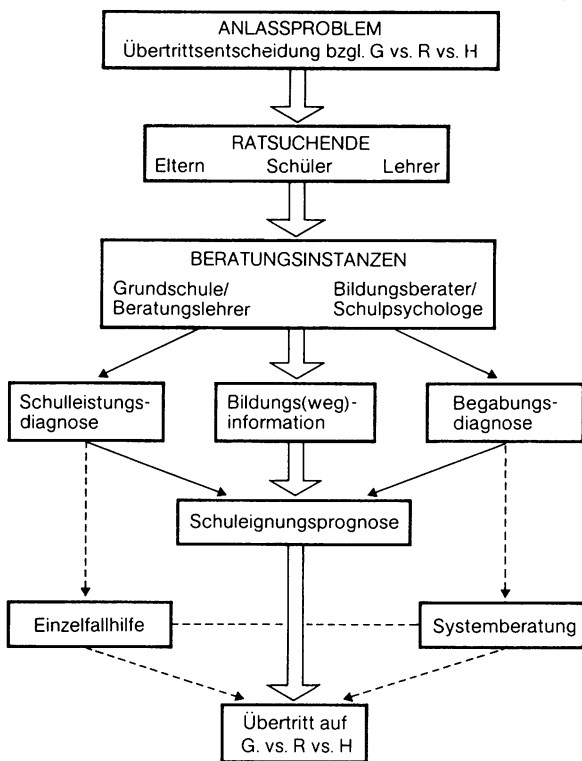 ANLASSPROBLEM
Übertrittsentscheidung bzgl. G vs. R vs. H
RATSUCHENDE
Eltern Schüler Lehrer
BERATUNGSINSTANZEN
Grundschule/
Beratungslehrer
Bildungsberater/
Schulpsychologe
Schulleistungs-
diagnose
Bildungs(weg)-
information
Begabungs-
diagnose
Schuleignungsprognose
Einzelfallhilfe
Systemberatung
Übertritt auf
G. vs. R vs. H